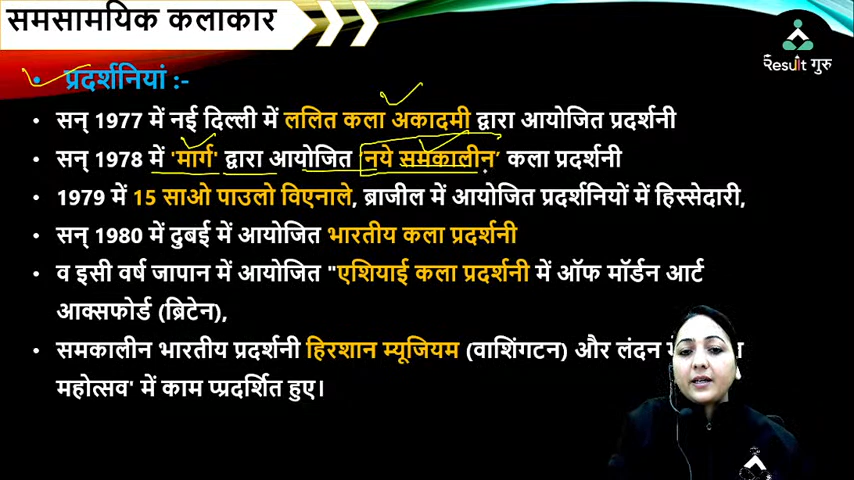 समसामयिक कलाकार
Result गुरु
• प्रदर्शनियां :-
• सन् 1977 में नई दिल्ली में ललित कला अकादमी द्वारा आयोजित प्रदर्शनी
• सन् 1978 में 'मार्ग' द्वारा आयोजित 'नये समकालीन' कला प्रदर्शनी
• 1979 में 15 साओ पाउलो विएनाले, ब्राजील में आयोजित प्रदर्शनियों में हिस्सेदारी,
• सन् 1980 में दुबई में आयोजित भारतीय कला प्रदर्शनी
• व इसी वर्ष जापान में आयोजित "एशियाई कला प्रदर्शनी में ऑफ मॉर्डन आर्ट
आक्सफोर्ड (ब्रिटेन),
• समकालीन भारतीय प्रदर्शनी हिरशान म्यूजियम (वाशिंगटन) और लंदन
महोत्सव' में काम प्प्रदर्शित हुए।